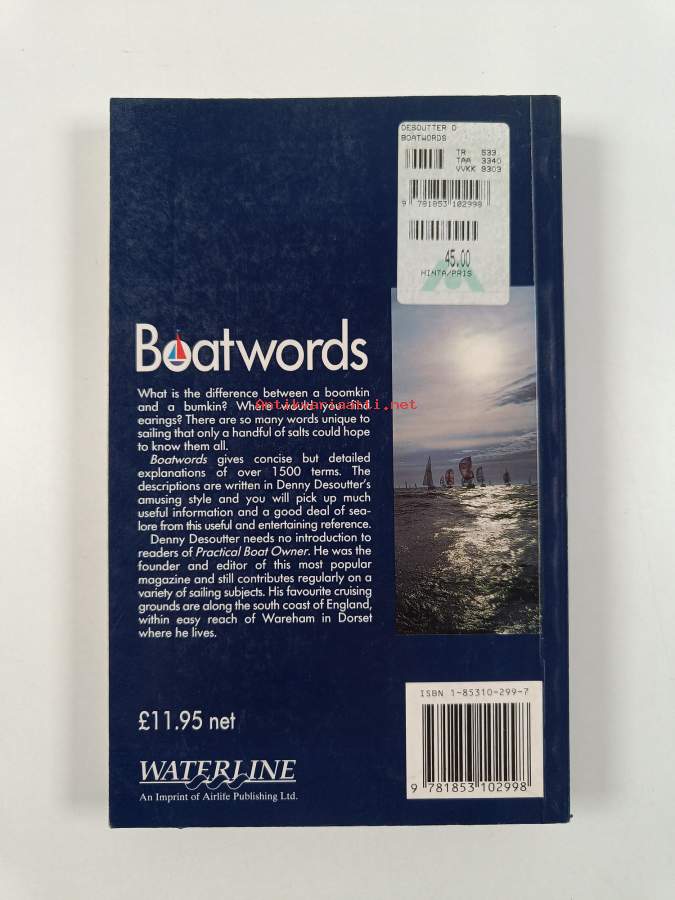 DESOUTTER D
BOATWORDS
TR 533
TAA 3340
VVKK 9303
9 781853 102998
45.00
HINTA/PRIS
Boatwords
What is the difference between a boomkin
and a bumkin? Where would you find
earings? There are so many words unique to
sailing that only a handful of salts could hope
to know them all.
Boatwords gives concise but detailed
explanations of over 1500 terms. The
descriptions are written in Denny Desoutter's
amusing style and you will pick up much
useful information and a good deal of sea-
lore from this useful and entertaining reference.
Denny Desoutter needs no introduction to
readers of Practical Boat Owner. He was the
founder and editor of this most popular
magazine and still contributes regularly on a
variety of sailing subjects. His favourite cruising
grounds are along the south coast of England,
within easy reach of Wareham in Dorset
where he lives.
Antikvariaatti.net
£11.95 net
WATERLINE
An Imprint of Airlife Publishing Ltd.
ISBN 1-85310-299-7
9 781853 102998